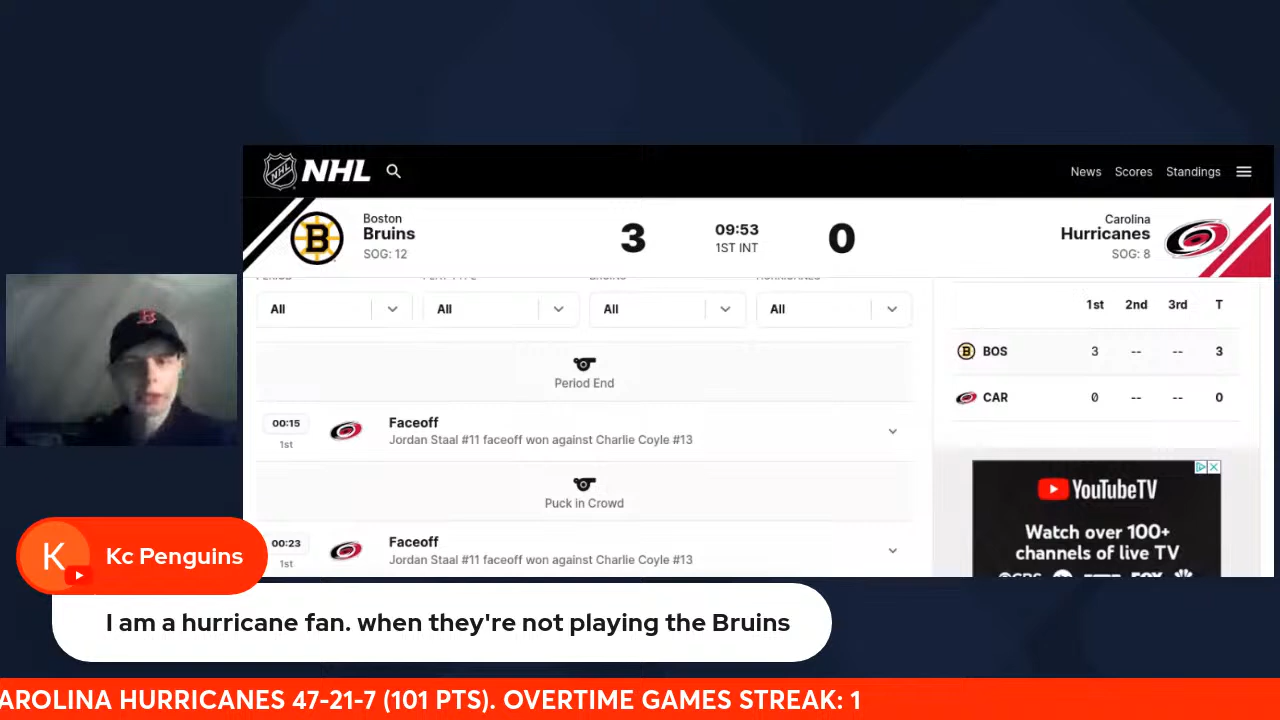 NHL
News Scores Standings
Boston
Bruins
SOG: 12
3
09:53
1ST INT
0
Carolina
Hurricanes
SOG: 8
All All All All
Period End
00:15
1st
Faceoff
Jordan Staal #11 faceoff won against Charlie Coyle #13
Puck in Crowd
00:23
1st
Faceoff
Jordan Staal #11 faceoff won against Charlie Coyle #13
1st 2nd 3rd T
BOS 3 -- -- 3
CAR 0 -- -- 0
YouTubeTV
Watch over 100+
channels of live TV
B
K
Kc Penguins
I am a hurricane fan. when they're not playing the Bruins
AROLINA HURRICANES 47-21-7 (101 PTS). OVERTIME GAMES STREAK: 1